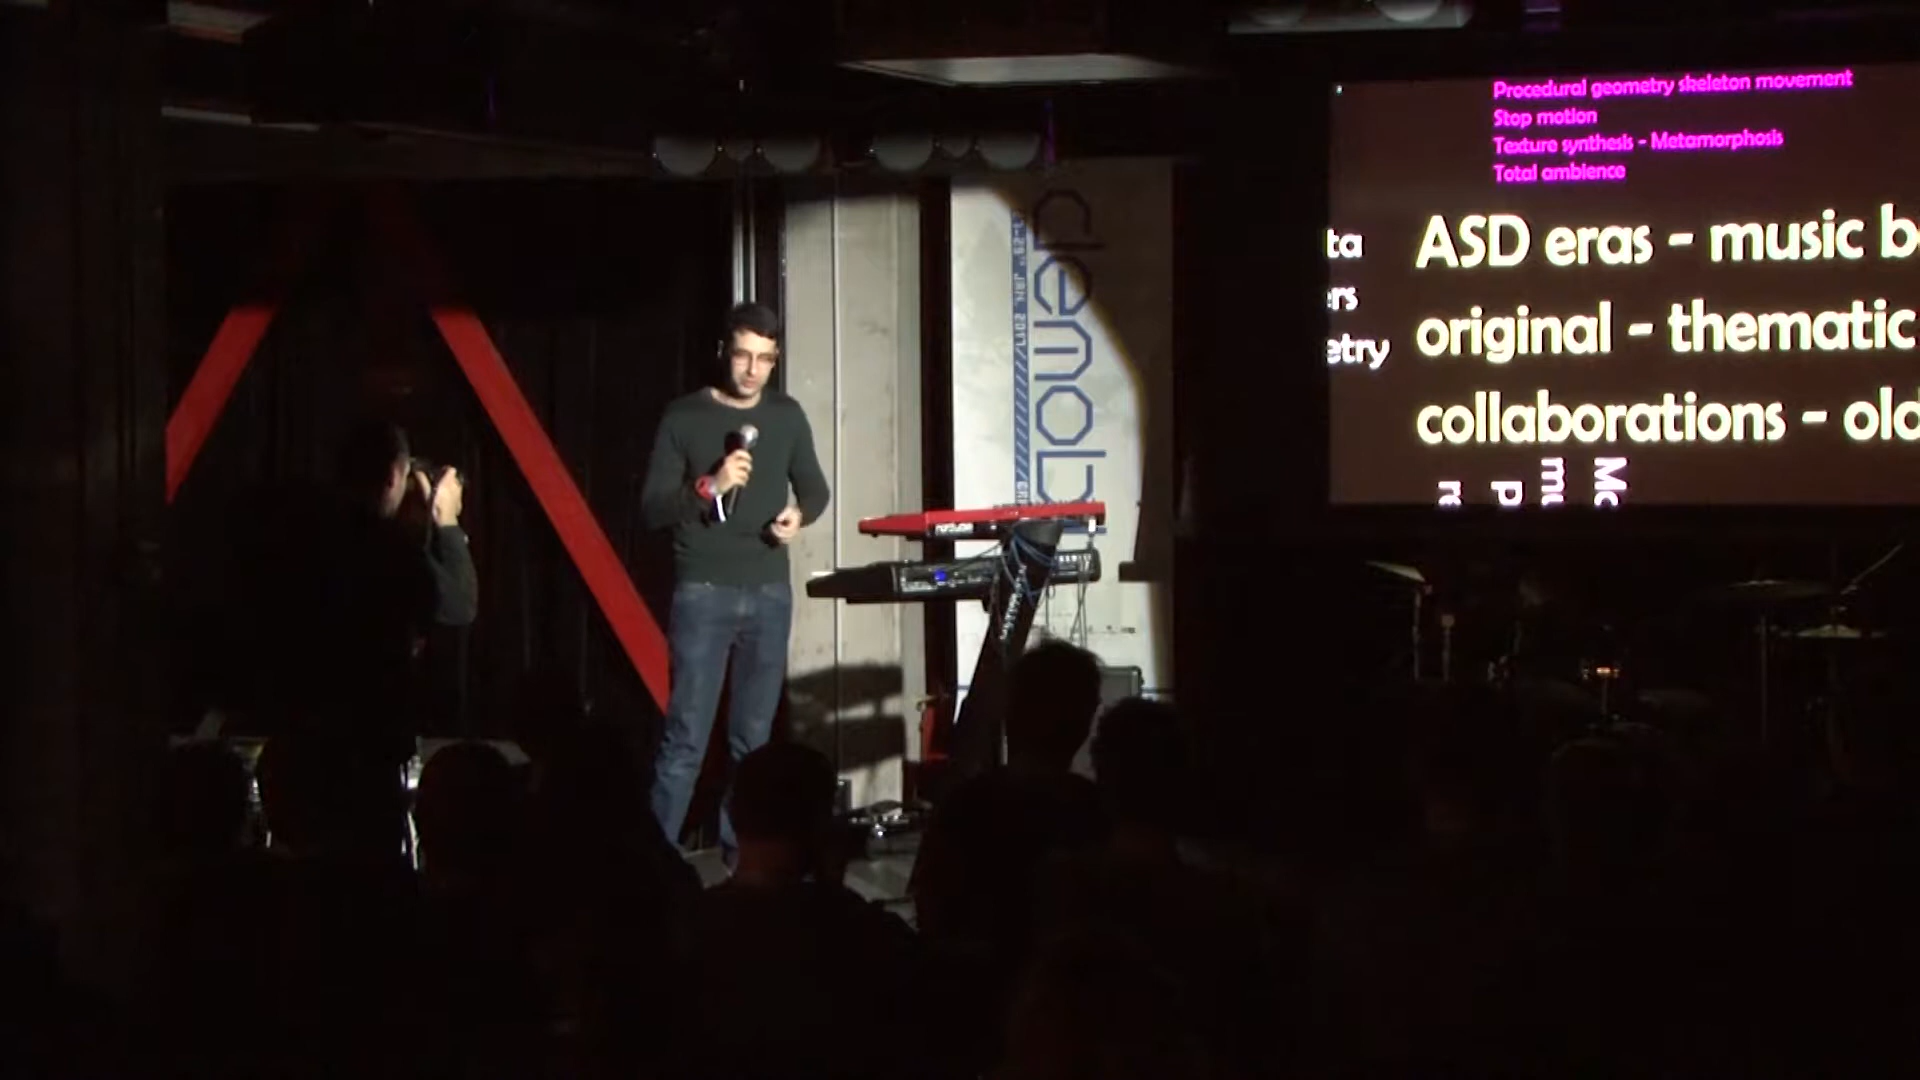 Procedural geometry skeleton movement
Stop motion
Texture synthesis - Metamorphosis
Total ambience
ta
ers
etry
ASD eras - music b
original - thematic
collaborations - old
demob
nord